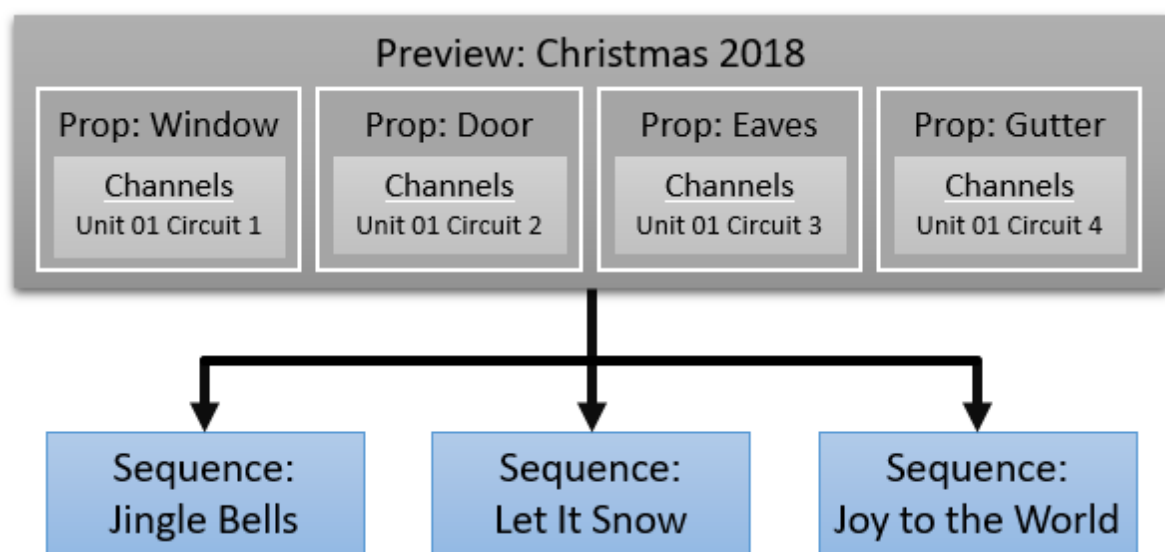 Preview: Christmas 2018
Prop: Window
Channels
Unit 01 Circuit 1
Prop: Door
Channels
Unit 01 Circuit 2
Prop: Eaves
Channels
Unit 01 Circuit 3
Prop: Gutter
Channels
Unit 01 Circuit 4
Sequence:
Jingle Bells
Sequence:
Let It Snow
Sequence:
Joy to the World